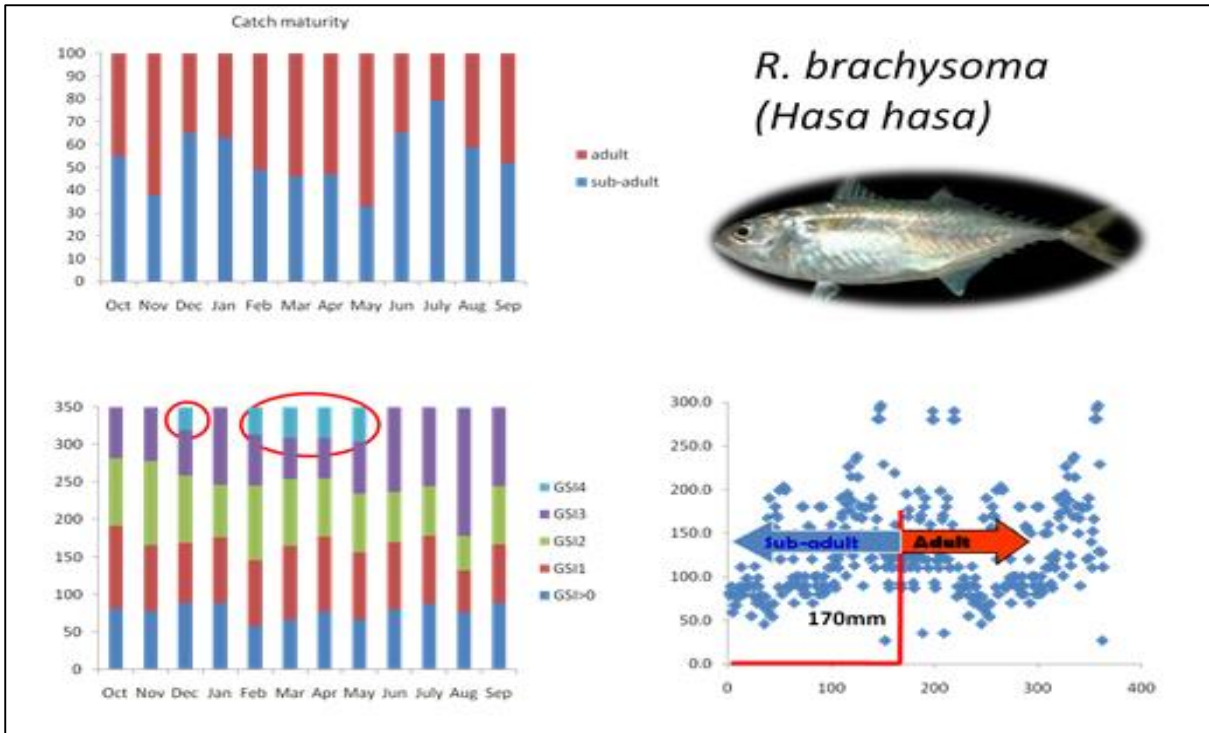 Catch maturity
100
90
80
70
60
50
40
30
20
10
0
Oct Nov Dec Jan Feb Mar Apr May Jun July Aug Sep
adult
sub-adult
R. brachysoma
(Hasa hasa)
350
300
250
200
150
100
50
0
Oct Nov Dec Jan Feb Mar Apr May Jun July Aug Sep
GSI4
GSI3
GSI2
GSI1
GSI>0
300.0
250.0
200.0
150.0
100.0
50.0
0.0
Sub-adult
Adult
170mm
0 100 200 300 400